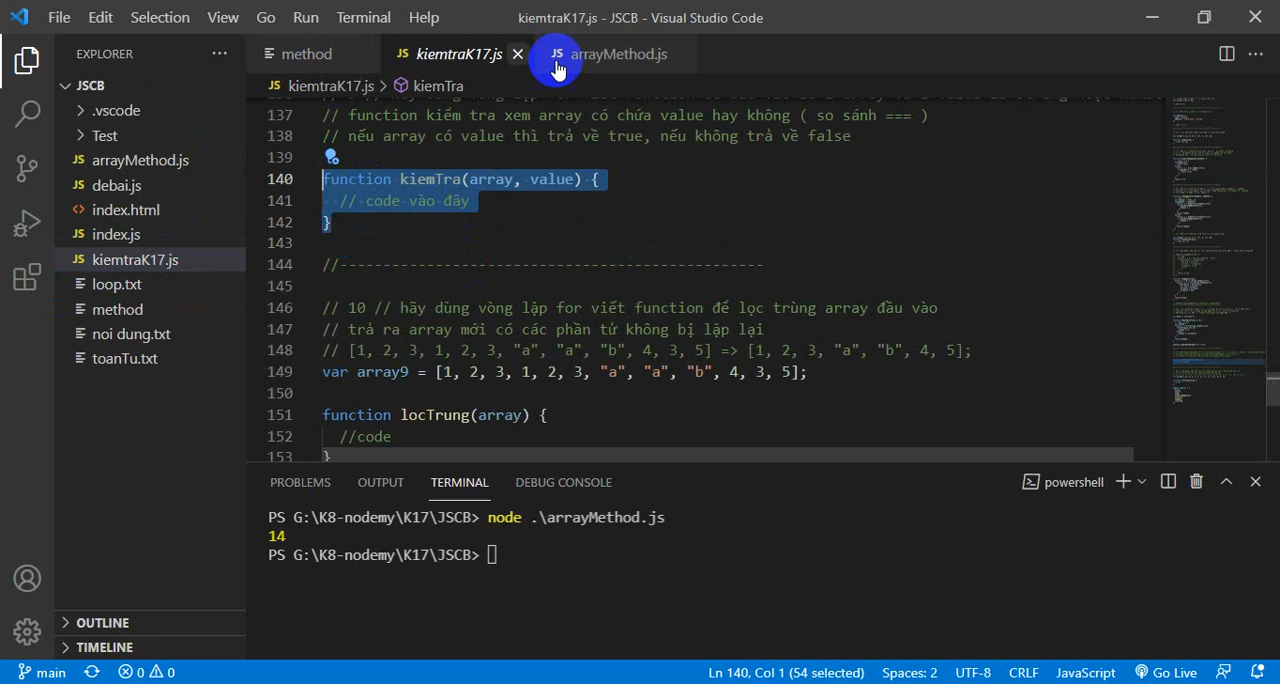 File Edit Selection View Go Run Terminal Help kiemtraK17.js - JSCB - Visual Studio Code
EXPLORER
JSCB
.vscode
Test
JS arrayMethod.js
JS debai.js
index.html
JS index.js
JS kiemtraK17.js
loop.txt
method
noi dung.txt
toanTu.txt
OUTLINE
TIMELINE
method JS kiemtraK17.js JS arrayMethod.js
JS kiemtraK17.js > kiemTra
137 // function kiểm tra xem array có chứa value hay không ( so sánh === )
138 // nếu array có value thì trả về true, nếu không trả về false
139
140 function kiemTra(array, value) {
141 // code vào đây
142 }
143
144 //-------------------------------------------------
145
146 // 10 // hãy dùng vòng lặp for viết function để lọc trùng array đầu vào
147 // trả ra array mới có các phần tử không bị lặp lại
148 // [1, 2, 3, 1, 2, 3, "a", "a", "b", 4, 3, 5] => [1, 2, 3, "a", "b", 4, 5];
149 var array9 = [1, 2, 3, 1, 2, 3, "a", "a", "b", 4, 3, 5];
150
151 function locTrung(array) {
152 //code
153 }
PROBLEMS OUTPUT TERMINAL DEBUG CONSOLE powershell
PS G:\K8-nodemy\K17\JSCB> node .\arrayMethod.js
14
PS G:\K8-nodemy\K17\JSCB>
main 0 0 Ln 140, Col 1 (54 selected) Spaces: 2 UTF-8 CRLF JavaScript Go Live